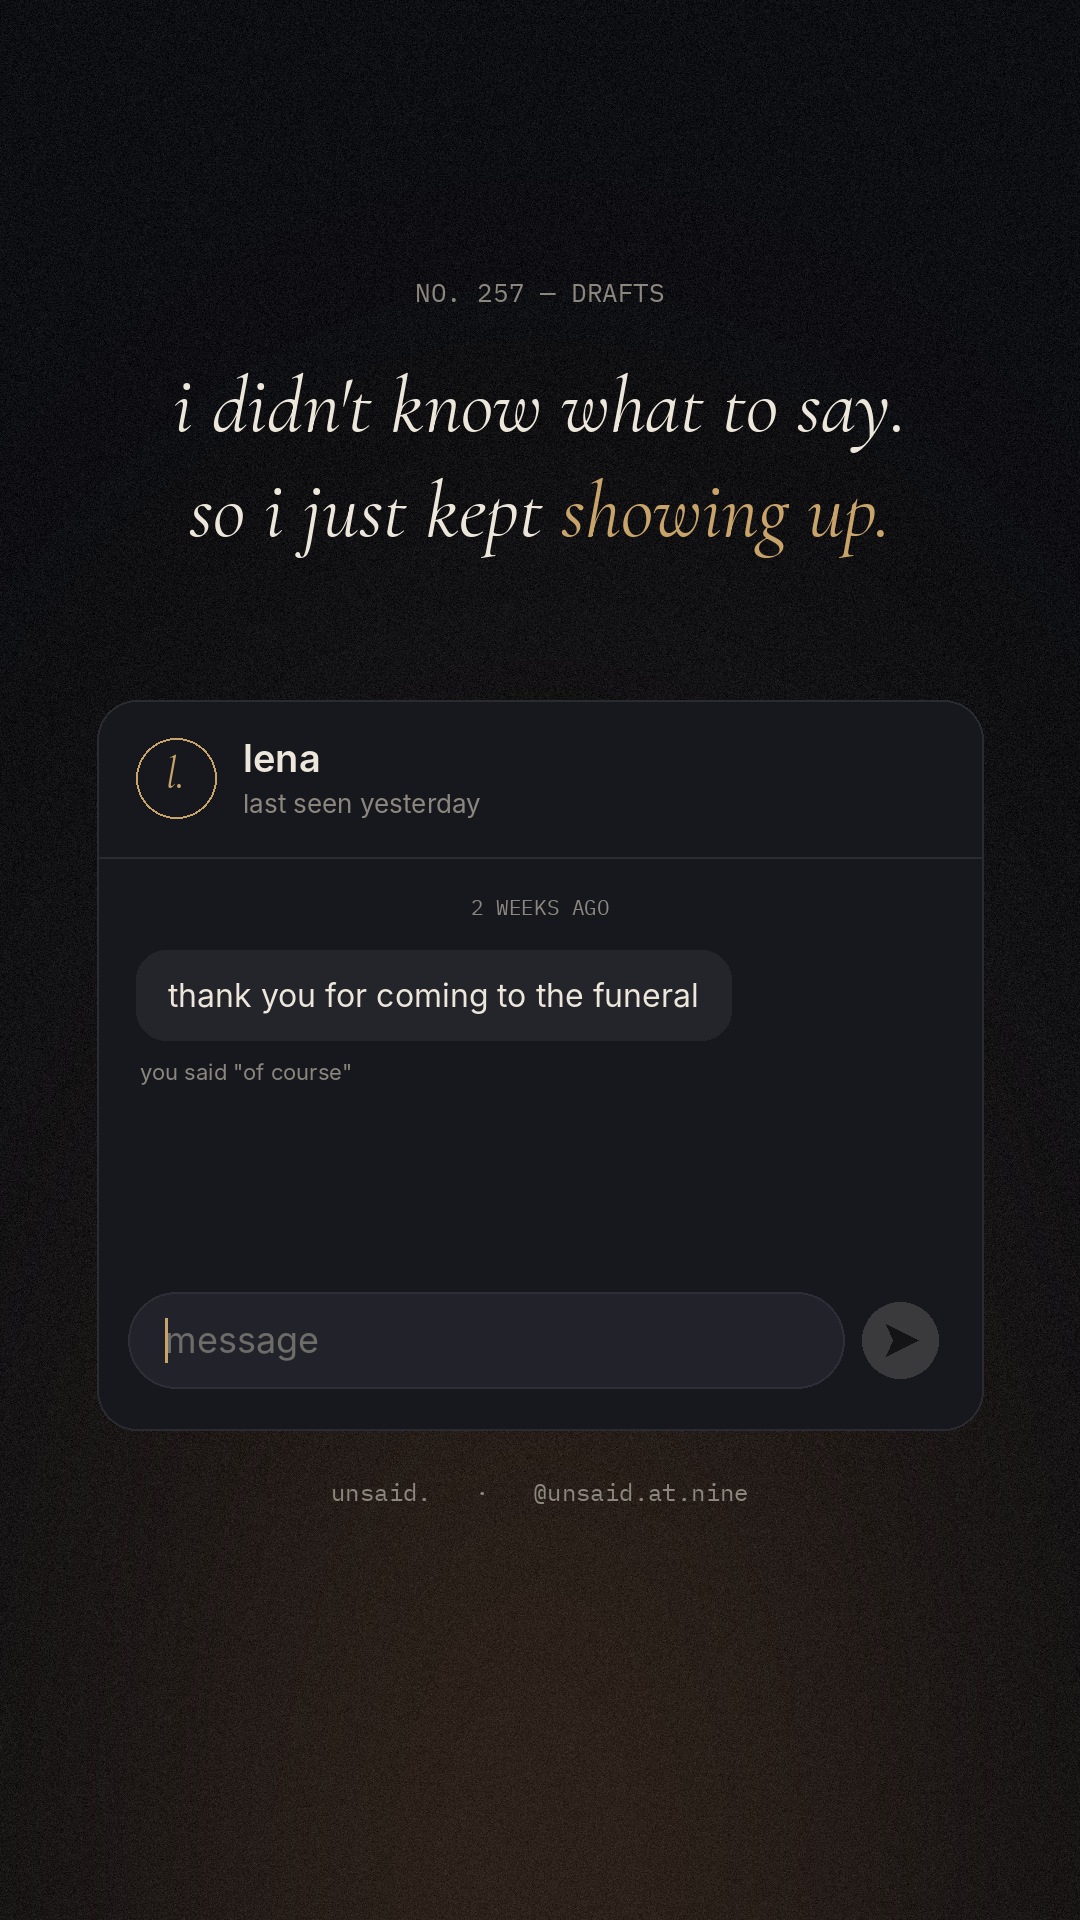 NO. 257 — DRAFTS
i didn't know what to say.
so i just kept showing up.
l.
lena
last seen yesterday
2 WEEKS AGO
thank you for coming to the funeral
you said "of course"
message
unsaid. · @unsaid.at.nine